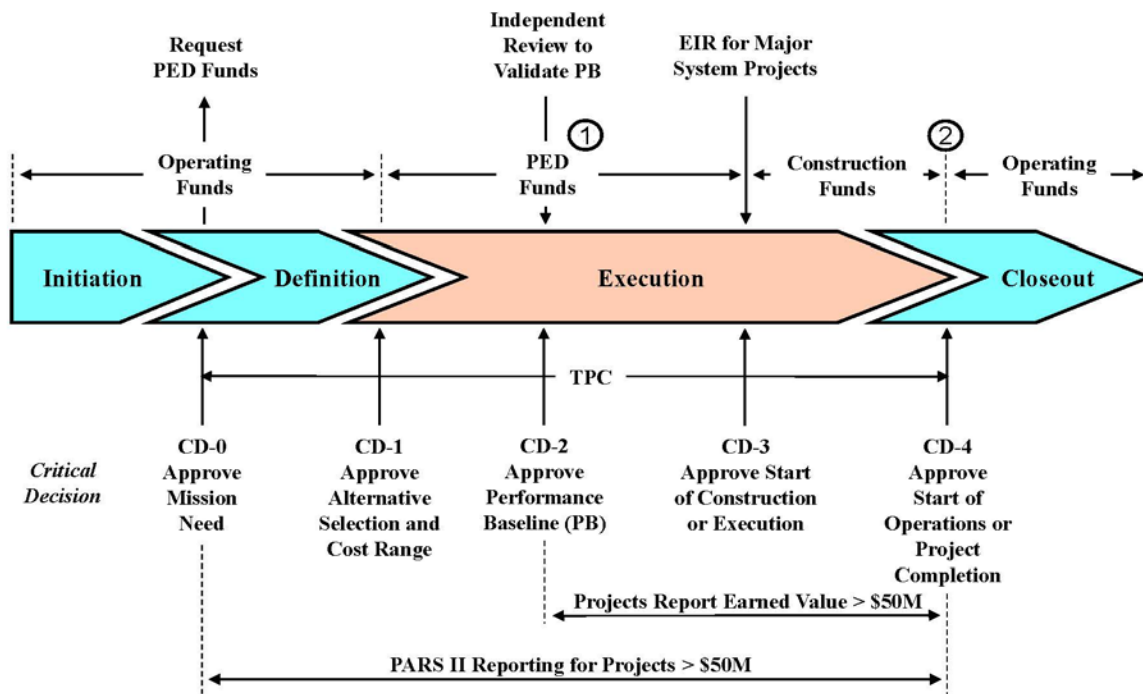 Request
PED Funds
Independent
Review to
Validate PB
EIR for Major
System Projects
1
2
Operating
Funds
PED
Funds
Construction
Funds
Operating
Funds
Initiation
Definition
Execution
Closeout
TPC
Critical
Decision
CD-0
Approve
Mission
Need
CD-1
Approve
Alternative
Selection and
Cost Range
CD-2
Approve
Performance
Baseline (PB)
CD-3
Approve Start
of Construction
or Execution
CD-4
Approve
Start of
Operations or
Project
Completion
Projects Report Earned Value > $50M
PARS II Reporting for Projects > $50M